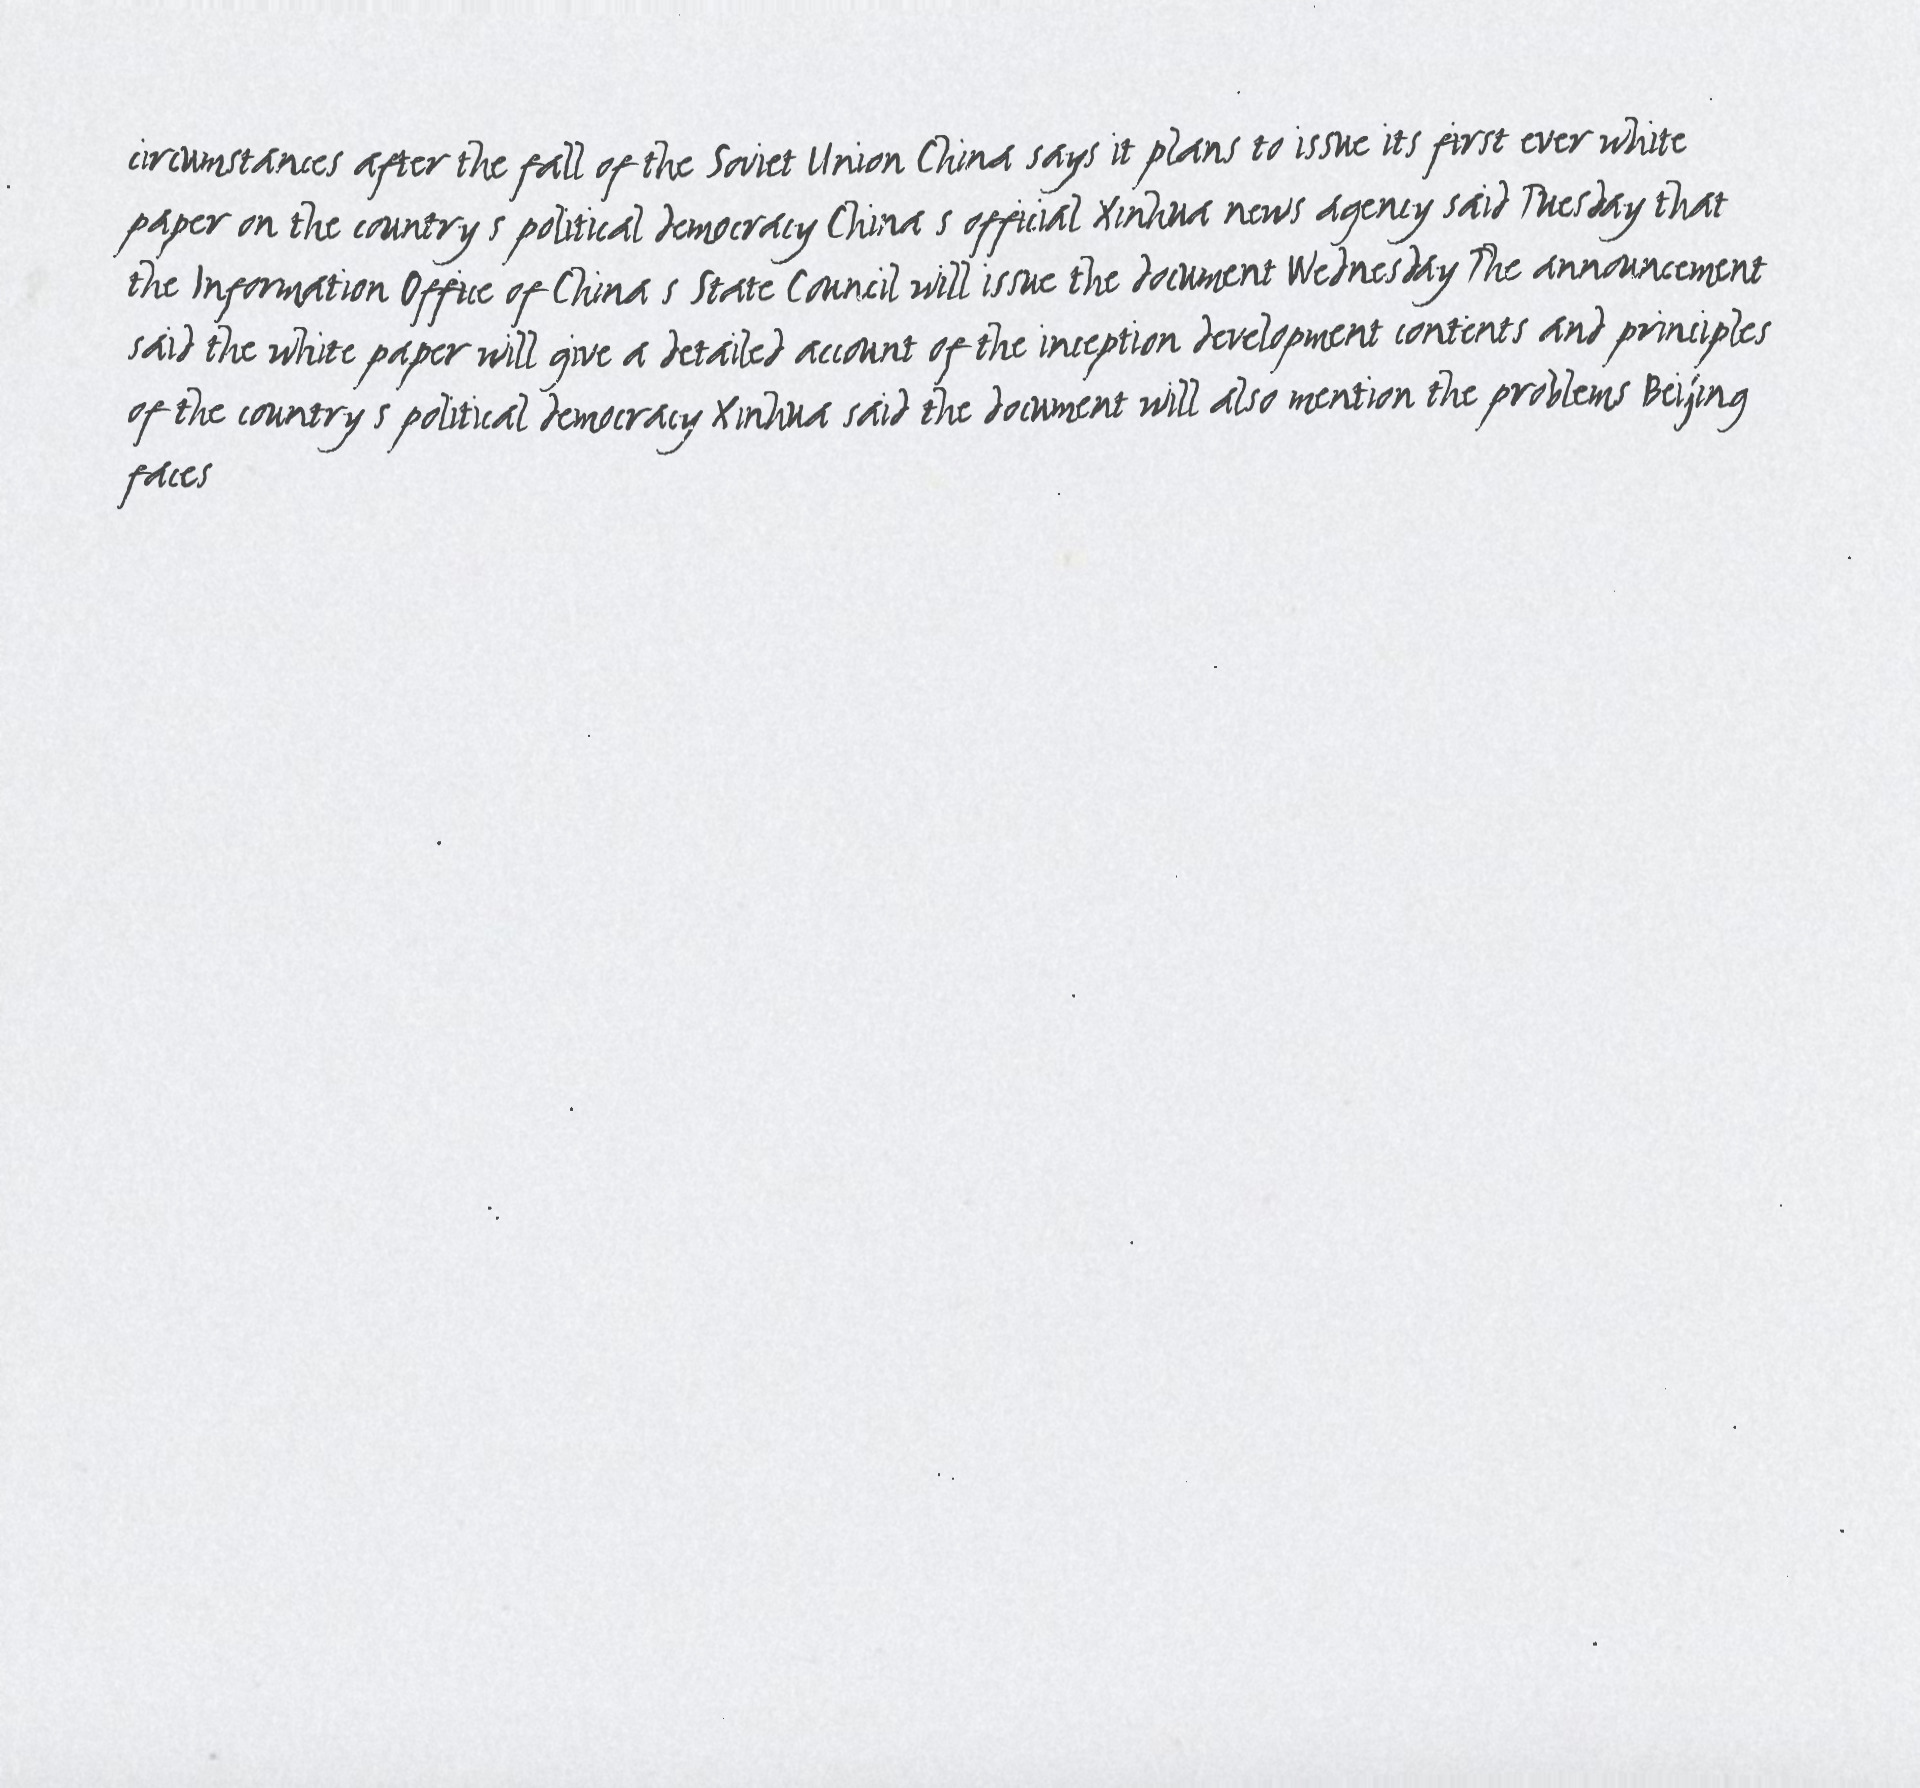 circumstances after the fall of the Soviet Union China says it plans to issue its first ever white
paper on the country s political democracy China s official Xinhua news agency said Tuesday that
the Information Office of China s State Council will issue the document Wednesday The announcement
said the white paper will give a detailed account of the inception development contents and principles
of the country s political democracy Xinhua said the document will also mention the problems Beijing
faces